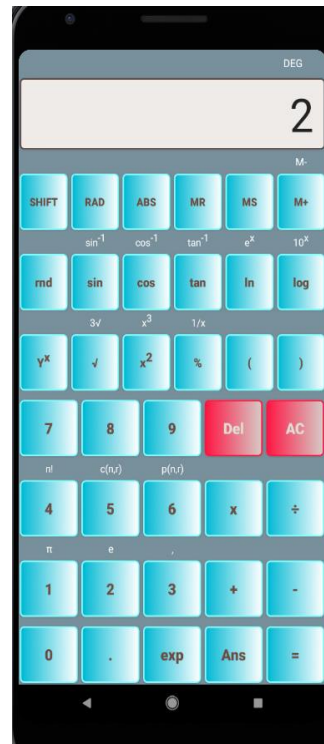 DEG
2
M-
SHIFT RAD ABS MR MS M+
sin⁻¹ cos⁻¹ tan⁻¹ eˣ 10ˣ
rnd sin cos tan ln log
3√ x³ 1/x
Yˣ √ x² % ( )
7 8 9 Del AC
n! c(n,r) p(n,r)
4 5 6 x ÷
π e ,
1 2 3 + -
0 . exp Ans =